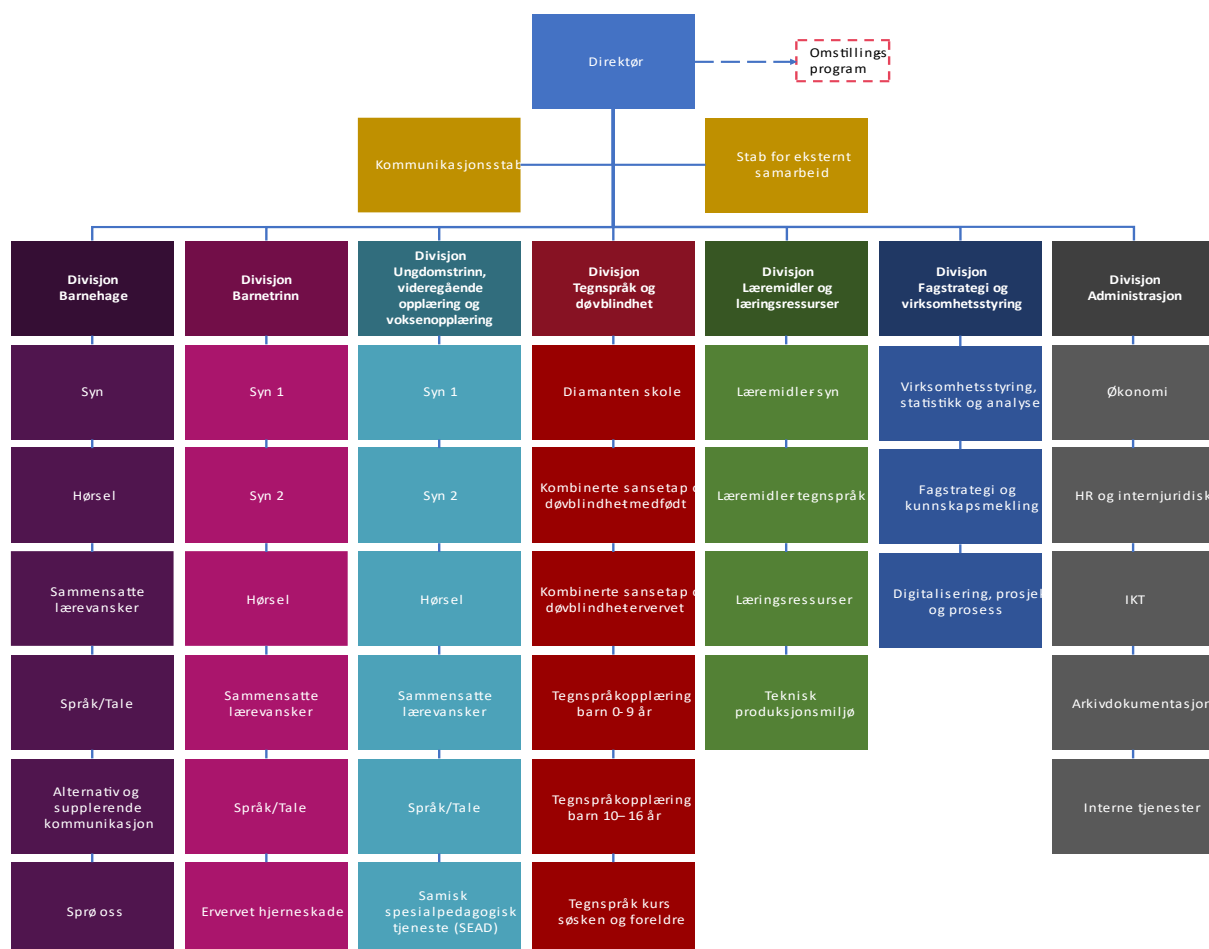 Direktør
Omstillings
program
Kommunikasjonsstab
Stab for eksternt
samarbeid
Divisjon
Barnehage
Divisjon
Barnetrinn
Divisjon
Ungdomstrinn,
videregående
opplæring og
voksenopplæring
Divisjon
Tegnspråk og
døvblindhet
Divisjon
Læremidler og
læringsressurser
Divisjon
Fagstrategi og
virksomhetsstyring
Divisjon
Administrasjon
Syn
Syn 1
Syn 1
Diamanten skole
Læremidler-syn
Virksomhetsstyring,
statistikk og analyse
Økonomi
Hørsel
Syn 2
Syn 2
Kombinerte sansetap o
døvblindhet-medfødt
Læremidler-tegnspråk
Fagstrategi og
kunnskapsmekling
HR og internjuridisk
Sammensatte
lærevansker
Hørsel
Hørsel
Kombinerte sansetap o
døvblindhet-ervervet
Læringsressurser
Digitalisering, prosjek
og prosess
IKT
Språk/Tale
Sammensatte
lærevansker
Sammensatte
lærevansker
Tegnspråkopplæring
barn 0-9 år
Teknisk
produksjonsmiljø
Arkivdokumentasjon
Alternativ og
supplerende
kommunikasjon
Språk/Tale
Språk/Tale
Tegnspråkopplæring
barn 10–16 år
Interne tjenester
Sprø oss
Ervervet hjerneskade
Samisk
spesialpedagogisk
tjeneste (SEAD)
Tegnspråk kurs
søsken og foreldre